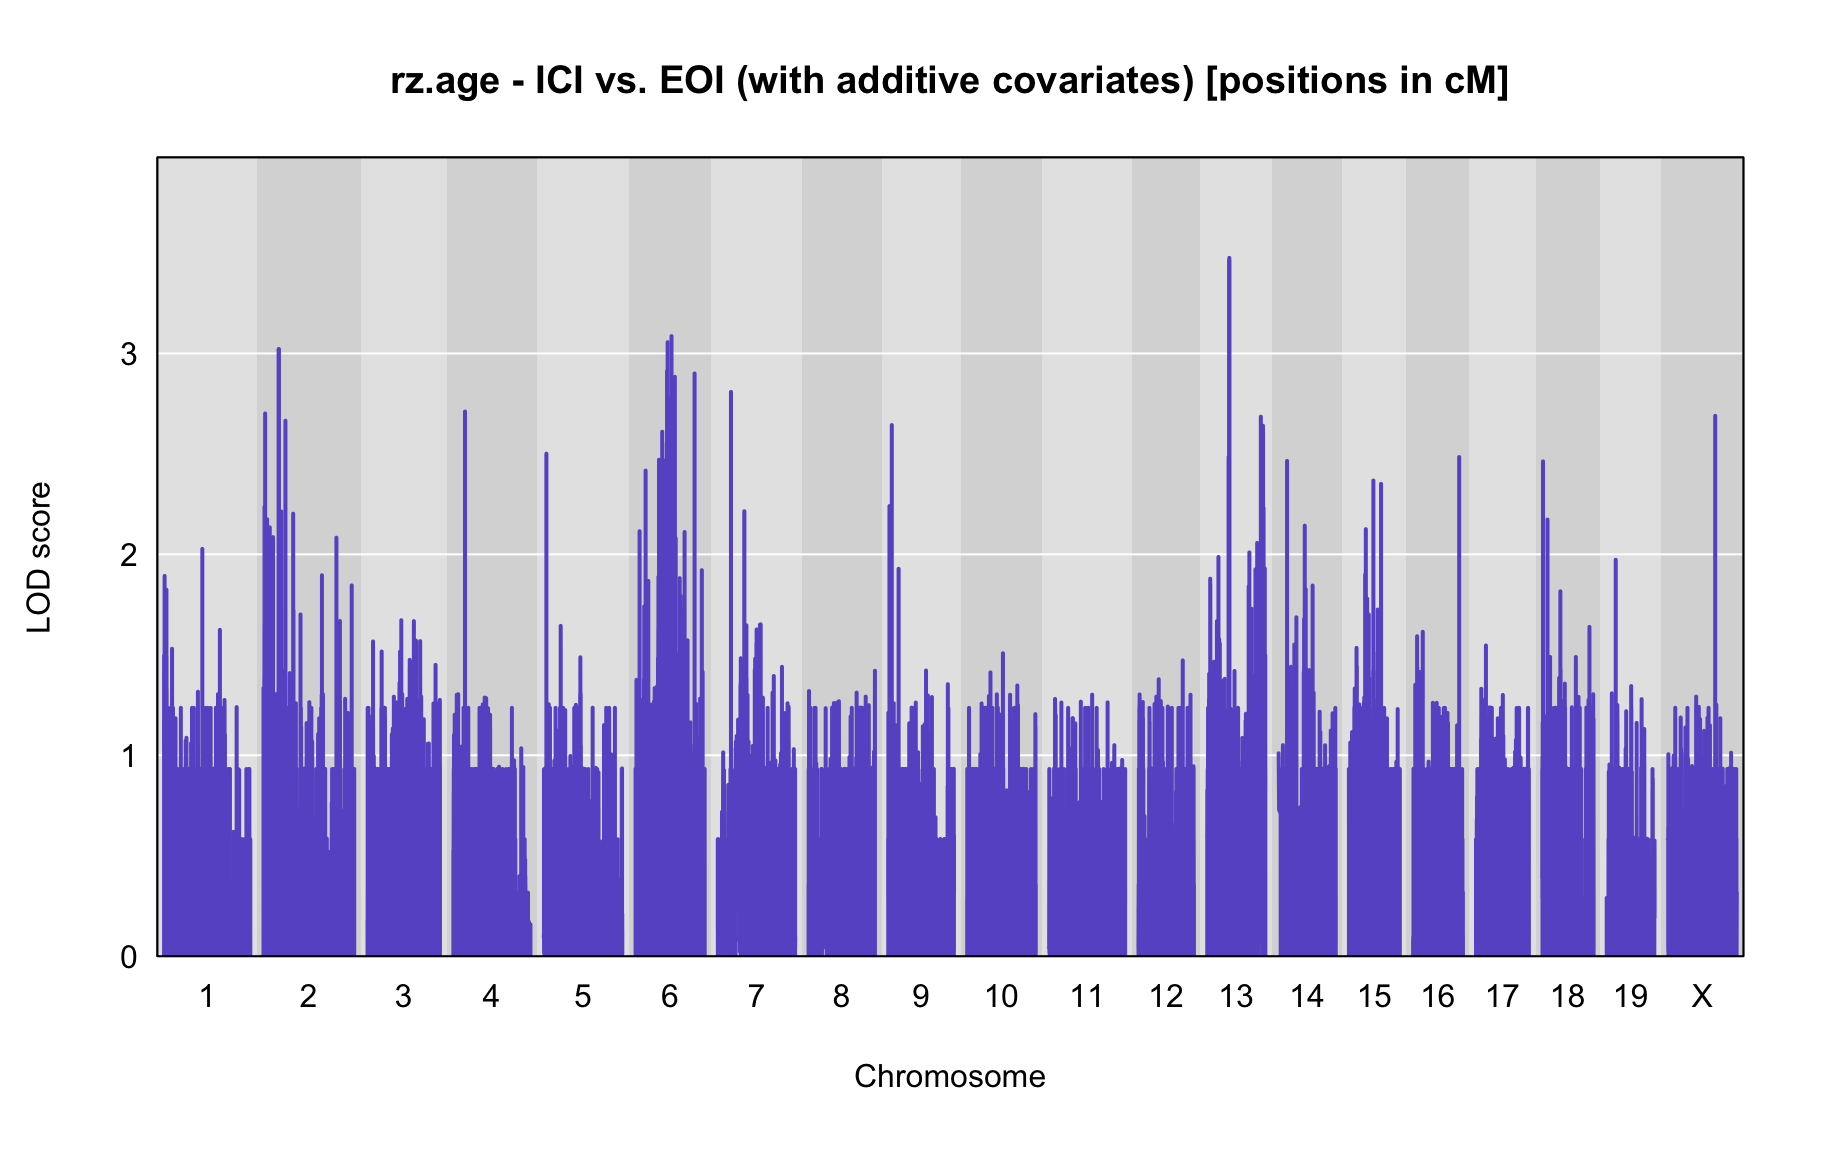 rz.age - ICI vs. EOI (with additive covariates) [positions in cM]
LOD score
3
2
1
0
1 2 3 4 5 6 7 8 9 10 11 12 13 14 15 16 17 18 19 X
Chromosome